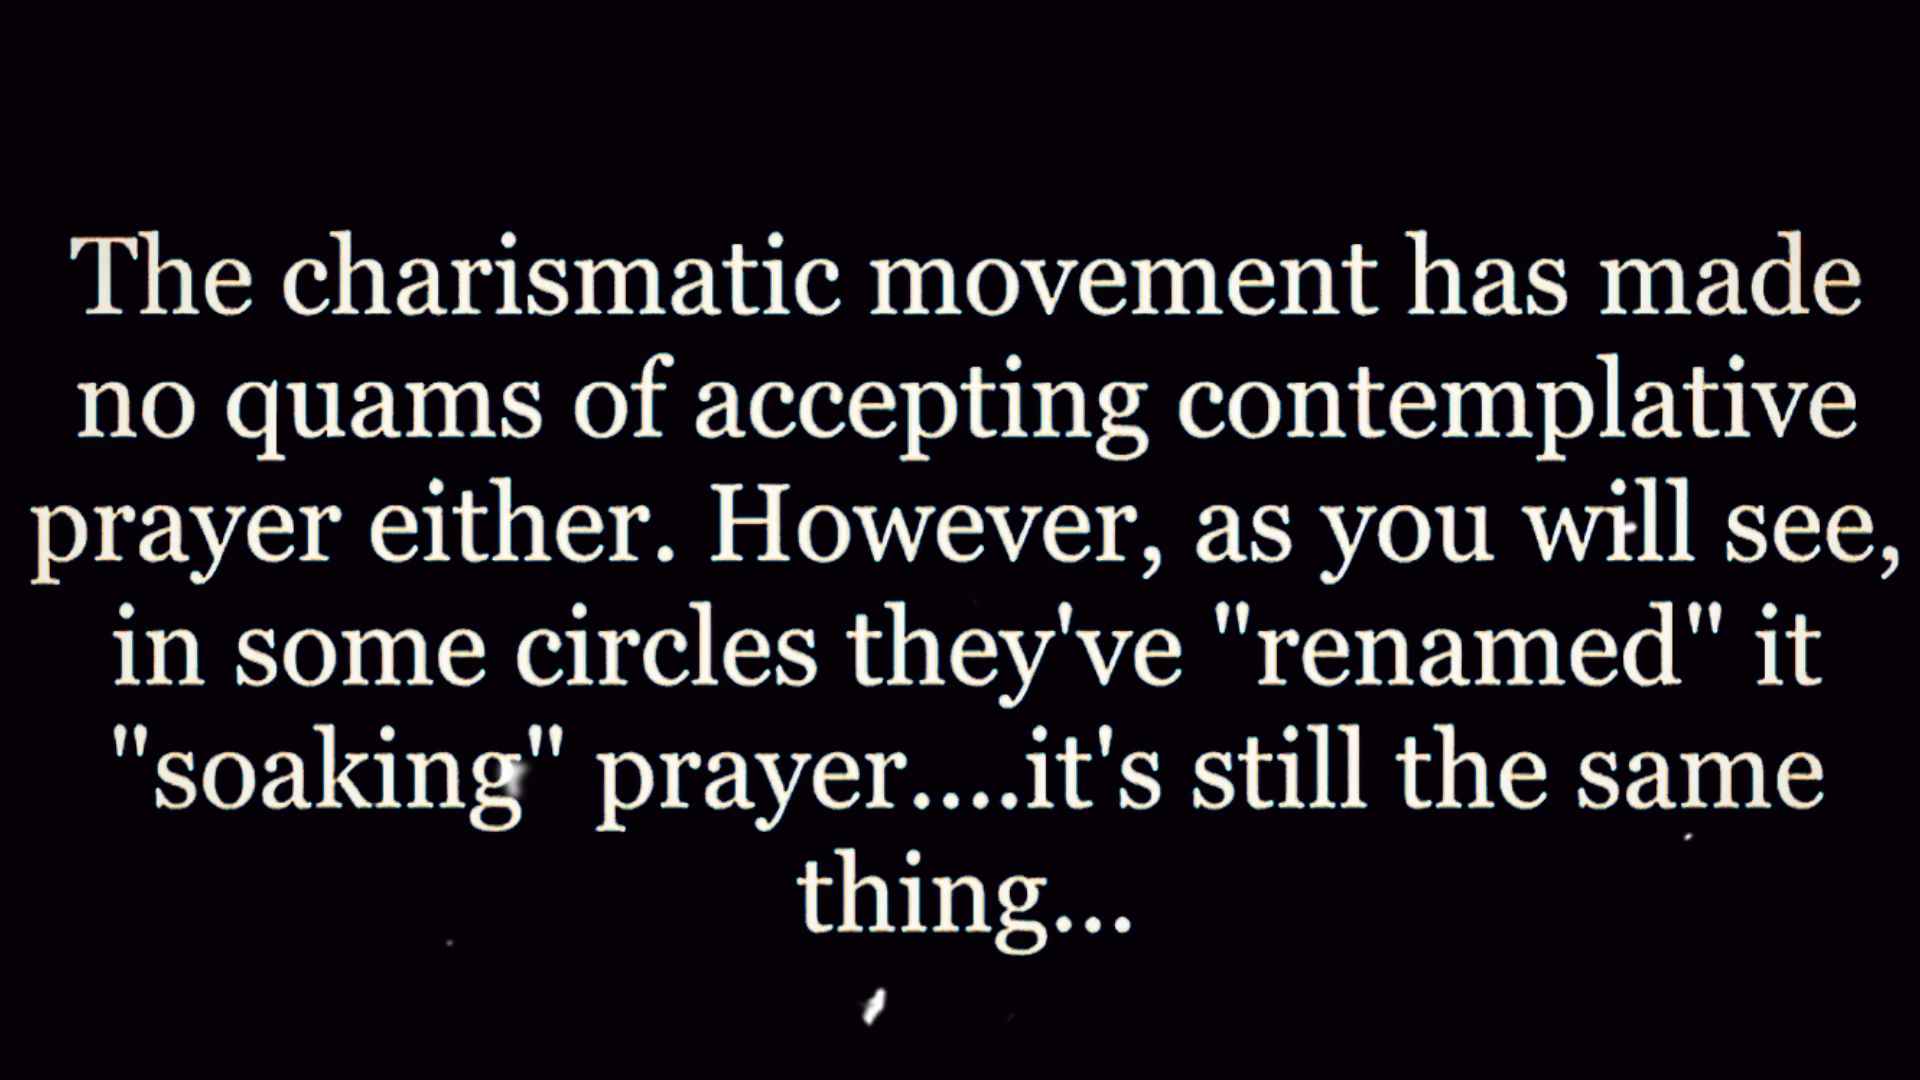 The charismatic movement has made
no quams of accepting contemplative
prayer either. However, as you will see,
in some circles they've "renamed" it
"soaking" prayer....it's still the same
thing...